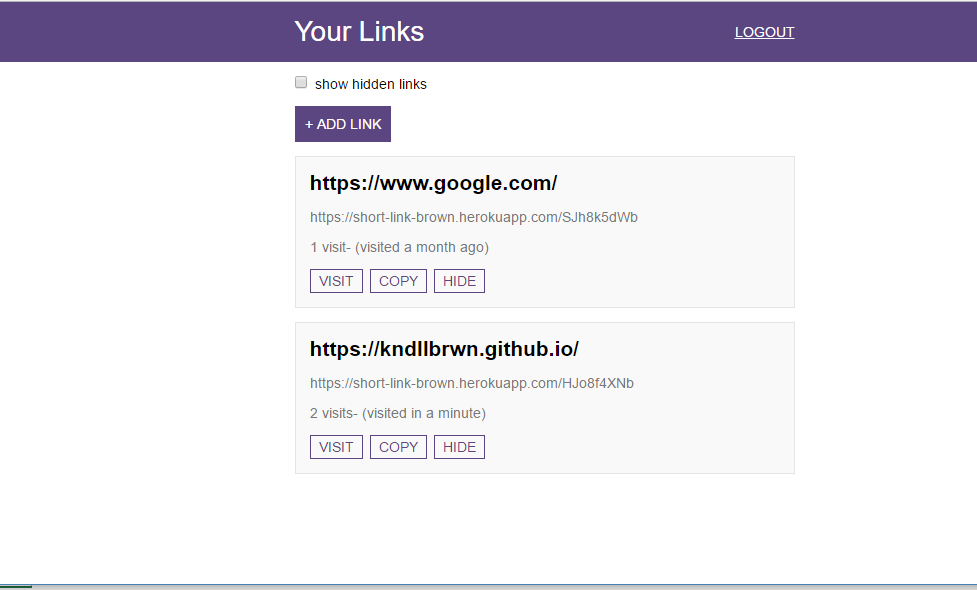 Your Links
LOGOUT
show hidden links
+ ADD LINK
https://www.google.com/
https://short-link-brown.herokuapp.com/SJh8k5dWb
1 visit- (visited a month ago)
VISIT COPY HIDE
https://kndllbrwn.github.io/
https://short-link-brown.herokuapp.com/HJo8f4XNb
2 visits- (visited in a minute)
VISIT COPY HIDE